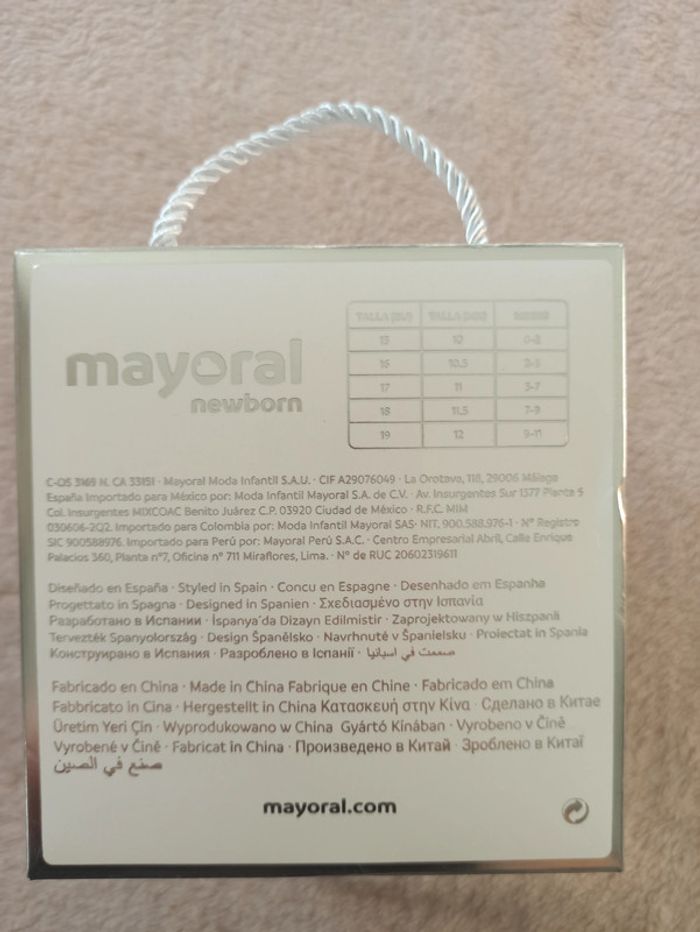 mayoral
newborn
TALLA (EU) TALLA (UK) MESES
15 10 0-2
16 10.5 2-3
17 11 3-7
18 11.5 7-9
19 12 9-11
C-05 3169 N. CA 33151 · Mayoral Moda Infantil S.A.U. · CIF A29076049 · La Orotava, 118, 29006 Málaga
España Importado para México por: Moda Infantil Mayoral S.A. de C.V. · Av. Insurgentes Sur 1377 Planta 5
Col. Insurgentes MIXCOAC Benito Juárez C.P. 03920 Ciudad de México · R.F.C. MIM
030606-2Q2. Importado para Colombia por: Moda Infantil Mayoral SAS· NIT. 900.588.976-1 · Nº Registro
SIC 900588976. Importado para Perú por: Mayoral Perú S.A.C. · Centro Empresarial Abril, Calle Enrique
Palacios 360, Planta nº7, Oficina nº 711 Miraflores, Lima. · Nº de RUC 20602319611
Diseñado en España · Styled in Spain · Concu en Espagne · Desenhado em Espanha
Progettato in Spagna · Designed in Spanien · Σχεδιασμένο στην Ισπανία
Разработано в Испании · İspanya'da Dizayn Edilmistir · Zaprojektowany w Hiszpanii
Tervezték Spanyolország · Design Španělsko · Navrhnuté v Španielsku · Proiectat in Spania
Конструирано в Испания · Разроблено в Іспанії · صممت في اسبانيا
Fabricado en China · Made in China Fabrique en Chine · Fabricado em China
Fabbricato in Cina · Hergestellt in China Κατασκευή στην Κίνα · Сделано в Китае
Üretim Yeri Çin · Wyprodukowano w China Gyártó Kínában · Vyrobeno v Číně
Vyrobené v Číně · Fabricat în China · Произведено в Китай · Зроблено в Китаї
صنع في الصين
mayoral.com